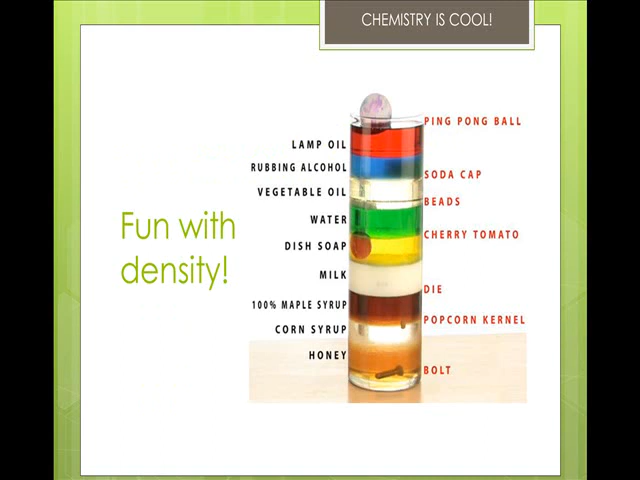 CHEMISTRY IS COOL!
Fun with
density!
LAMP OIL
RUBBING ALCOHOL
VEGETABLE OIL
WATER
DISH SOAP
MILK
100% MAPLE SYRUP
CORN SYRUP
HONEY
PING PONG BALL
SODA CAP
BEADS
CHERRY TOMATO
DIE
POPCORN KERNEL
BOLT